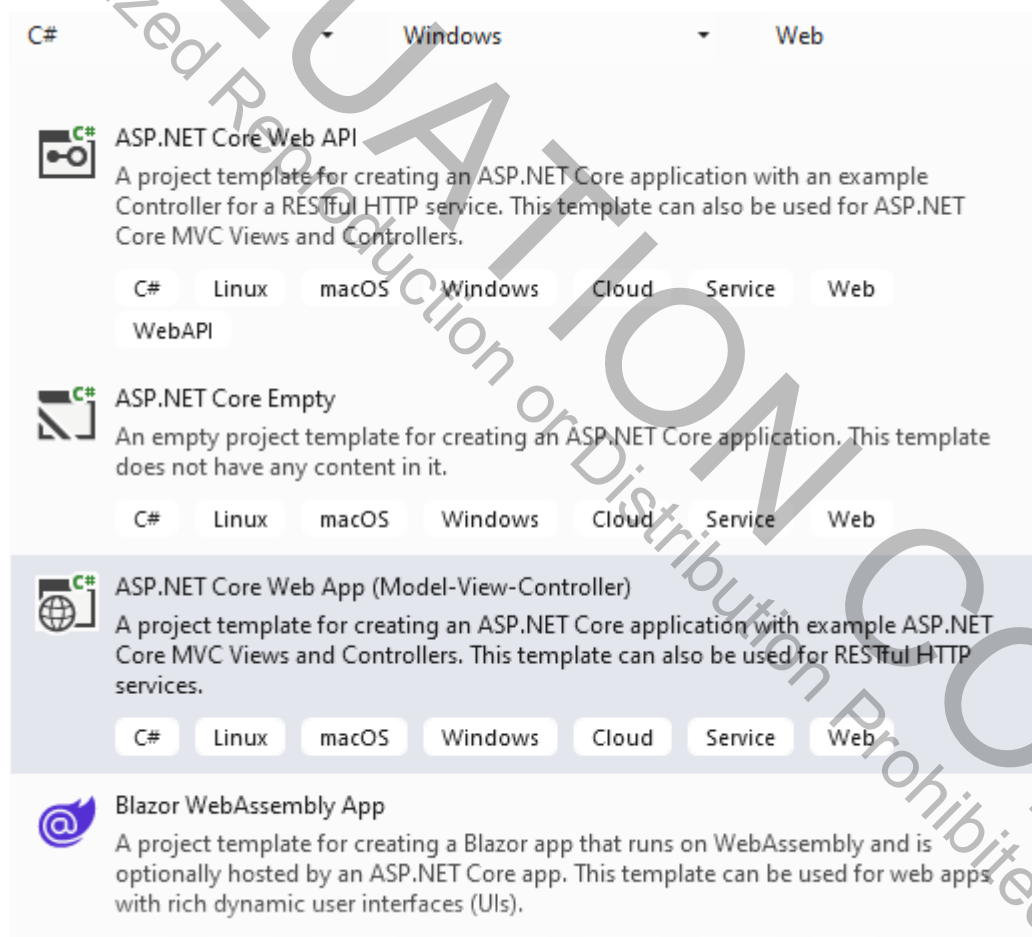 C# Windows Web
ASP.NET Core Web API
A project template for creating an ASP.NET Core application with an example
Controller for a RESTful HTTP service. This template can also be used for ASP.NET
Core MVC Views and Controllers.
C# Linux macOS Windows Cloud Service Web
WebAPI
ASP.NET Core Empty
An empty project template for creating an ASP.NET Core application. This template
does not have any content in it.
C# Linux macOS Windows Cloud Service Web
ASP.NET Core Web App (Model-View-Controller)
A project template for creating an ASP.NET Core application with example ASP.NET
Core MVC Views and Controllers. This template can also be used for RESTful HTTP
services.
C# Linux macOS Windows Cloud Service Web
Blazor WebAssembly App
A project template for creating a Blazor app that runs on WebAssembly and is
optionally hosted by an ASP.NET Core app. This template can be used for web apps
with rich dynamic user interfaces (UIs).
Reproduction or Distribution Prohibited